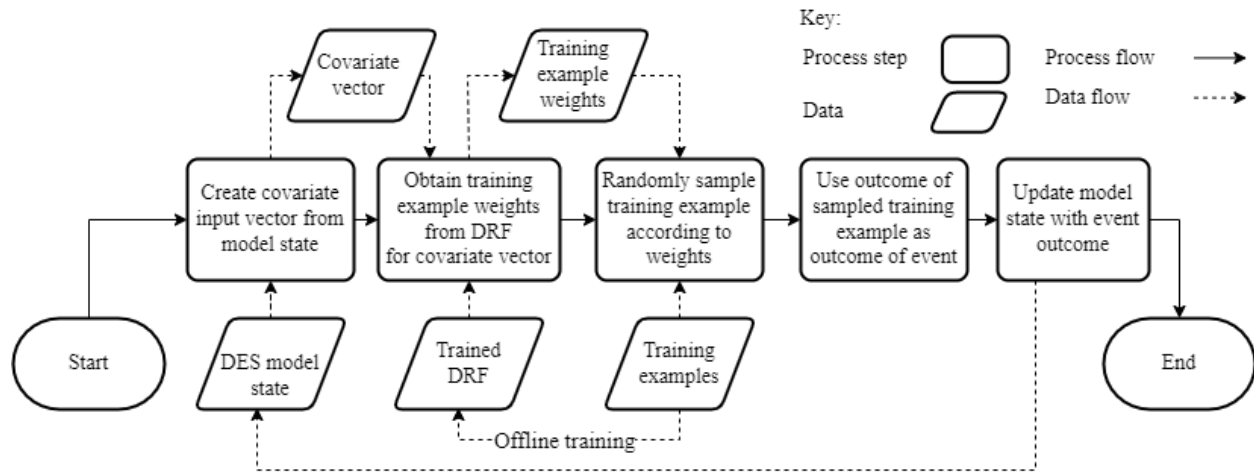 Key:
Process step
Process flow
Data
Data flow
Covariate
vector
Training
example
weights
Create covariate
input vector from
model state
Obtain training
example weights
from DRF
for covariate vector
Randomly sample
training example
according to
weights
Use outcome of
sampled training
example as
outcome of event
Update model
state with event
outcome
Start
DES model
state
Trained
DRF
Training
examples
End
Offline training